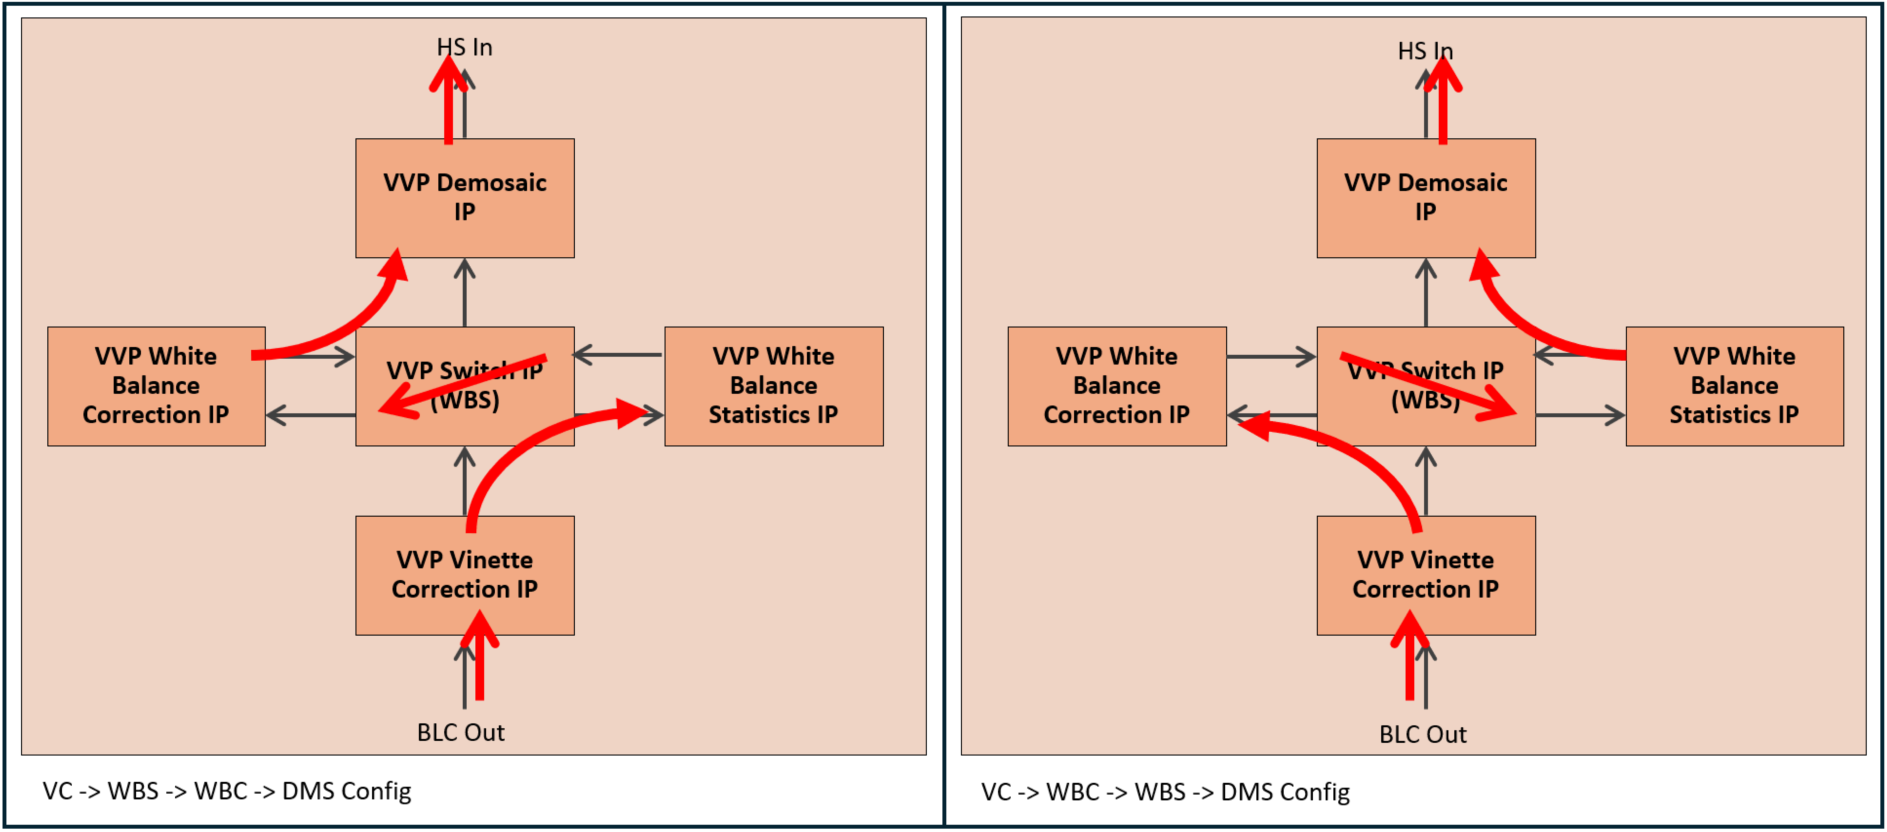 HS In
VVP Demosaic
IP
VVP White
Balance
Correction IP
VVP Switch IP
(WBS)
VVP White
Balance
Statistics IP
VVP Vinette
Correction IP
BLC Out
VC -> WBS -> WBC -> DMS Config
HS In
VVP Demosaic
IP
VVP White
Balance
Correction IP
VVP Switch IP
(WBS)
VVP White
Balance
Statistics IP
VVP Vinette
Correction IP
BLC Out
VC -> WBC -> WBS -> DMS Config